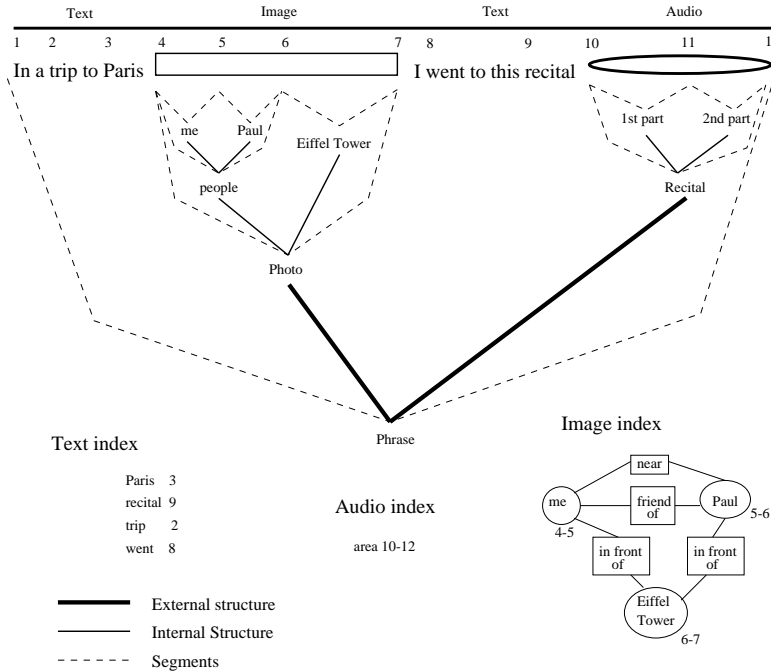 Text Image Text Audio
1 2 3 4 5 6 7 8 9 10 11 1
In a trip to Paris I went to this recital
me Paul Eiffel Tower 1st part 2nd part
people Recital
Photo
Phrase
Text index
Paris 3
recital 9
trip 2
went 8
Audio index
area 10-12
Image index
near
me friend of Paul
4-5 5-6
in front of in front of
Eiffel Tower
6-7
External structure
Internal Structure
Segments